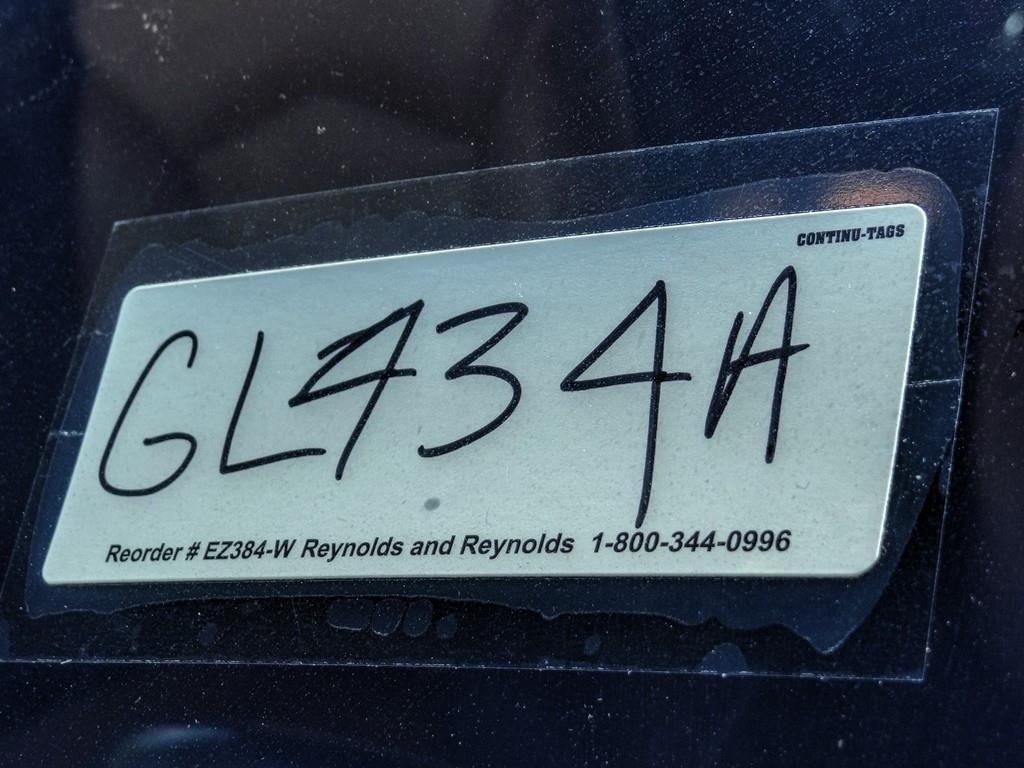 CONTINU-TAGS
GL434A
Reorder # EZ384-W Reynolds and Reynolds 1-800-344-0996